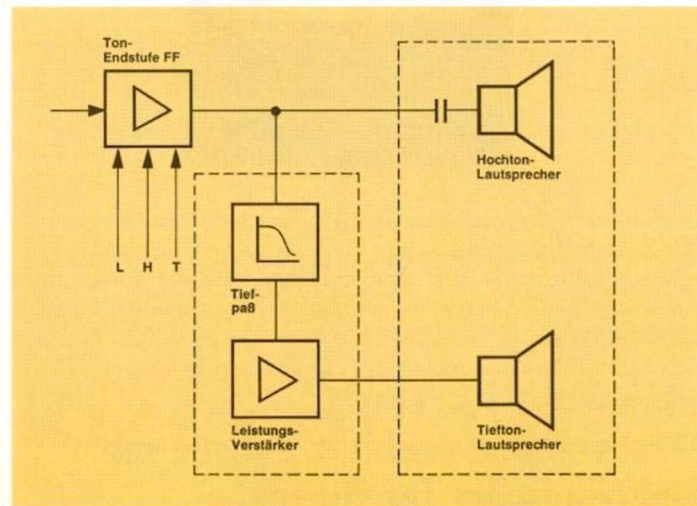 Ton-
Endstufe FF
Hochton-
Lautsprecher
L H T
Tief-
paß
Leistungs-
Verstärker
Tiefton-
Lautsprecher